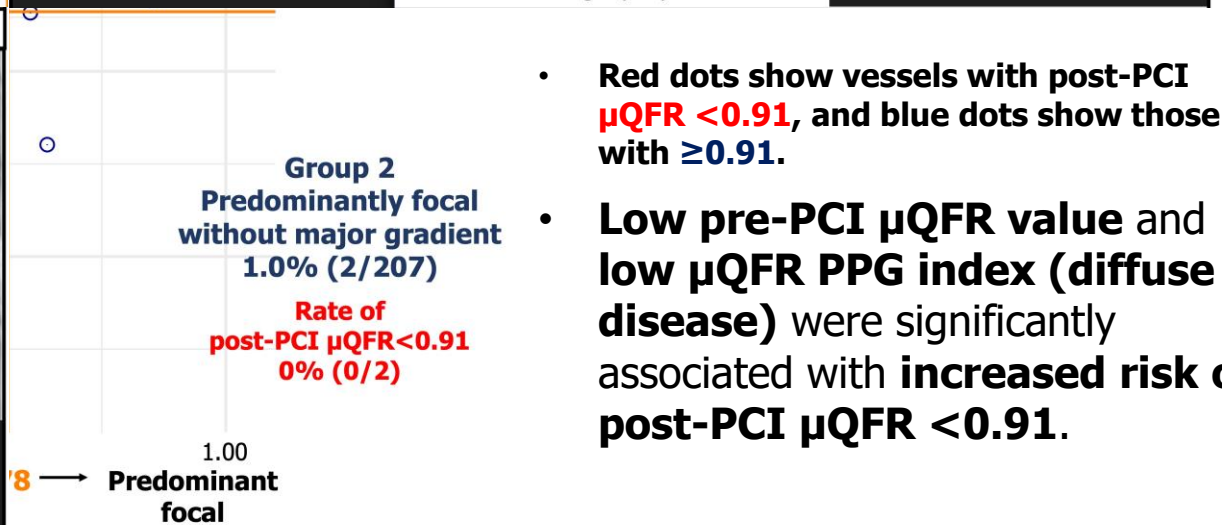 Group 2
Predominantly focal
without major gradient
1.0% (2/207)
Rate of
post-PCI µQFR<0.91
0% (0/2)
1.00
78 → Predominant
focal
• Red dots show vessels with post-PCI
µQFR <0.91, and blue dots show those
with ≥0.91.
• Low pre-PCI µQFR value and
low µQFR PPG index (diffuse
disease) were significantly
associated with increased risk
post-PCI µQFR <0.91.